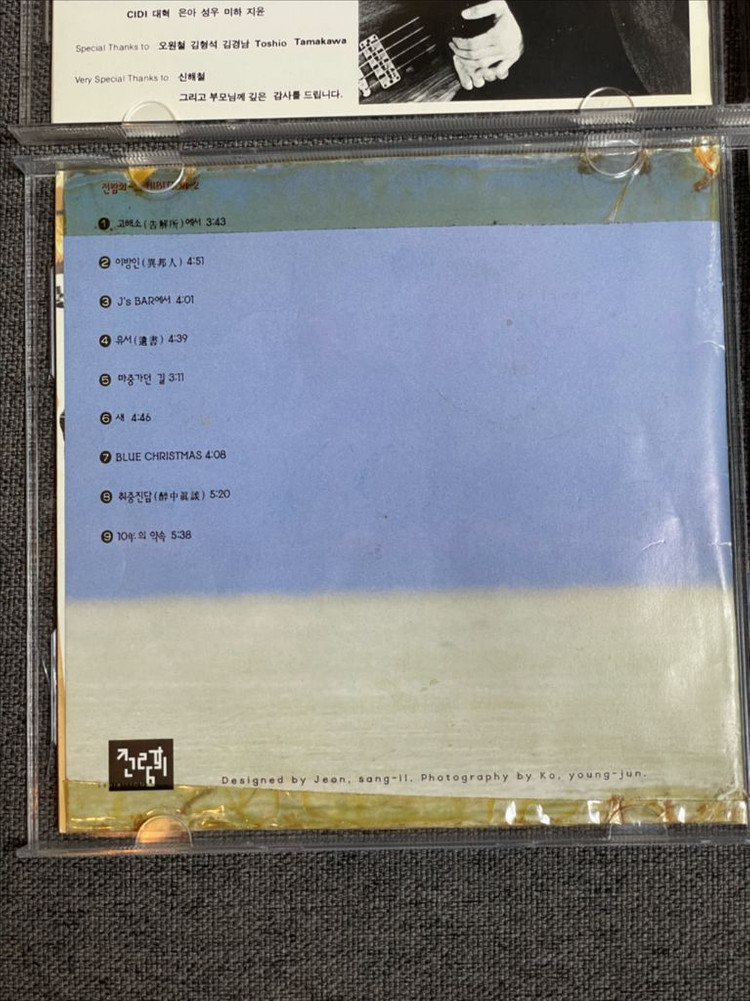 CIDI 대혁 은아 성우 미하 지윤
Special Thanks to 오원철 김형석 김경남 Toshio Tamakawa
Very Special Thanks to 신해철
그리고 부모님께 깊은 감사를 드립니다.
1 고해소(告解所)에서 3:43
2 이방인(異邦人) 4:51
3 J's BAR에서 4:01
4 유서(遺書) 4:39
5 마중가던 길 3:11
6 새 4:46
7 BLUE CHRISTMAS 4:08
8 취중진담(醉中眞談) 5:20
9 10年의 약속 5:38
전람회
Designed by Jeon, sang-il. Photography by Ko, young-jun.